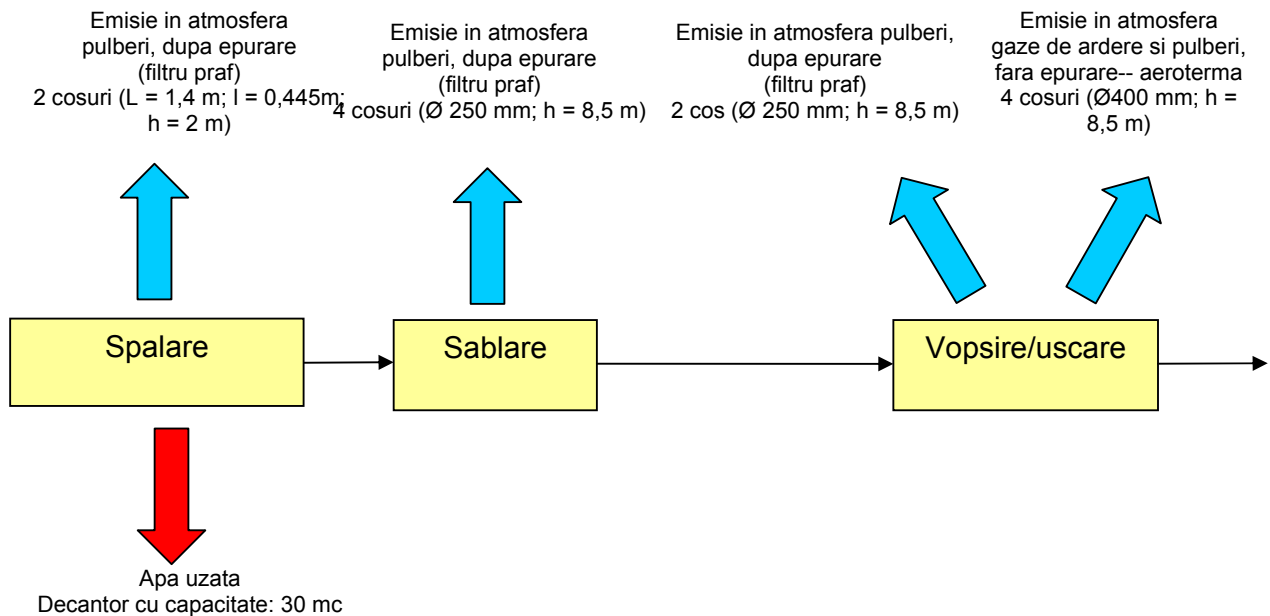 Emisie in atmosfera
pulberi, dupa epurare
(filtru praf)
2 cosuri (L = 1,4 m; l = 0,445m;
h = 2 m)
Emisie in atmosfera
pulberi, dupa epurare
(filtru praf)
4 cosuri (Ø 250 mm; h = 8,5 m)
Emisie in atmosfera pulberi,
dupa epurare
(filtru praf)
2 cos (Ø 250 mm; h = 8,5 m)
Emisie in atmosfera
gaze de ardere si pulberi,
fara epurare-- aeroterma
4 cosuri (Ø400 mm; h =
8,5 m)
Spalare
Sablare
Vopsire/uscare
Apa uzata
Decantor cu capacitate: 30 mc